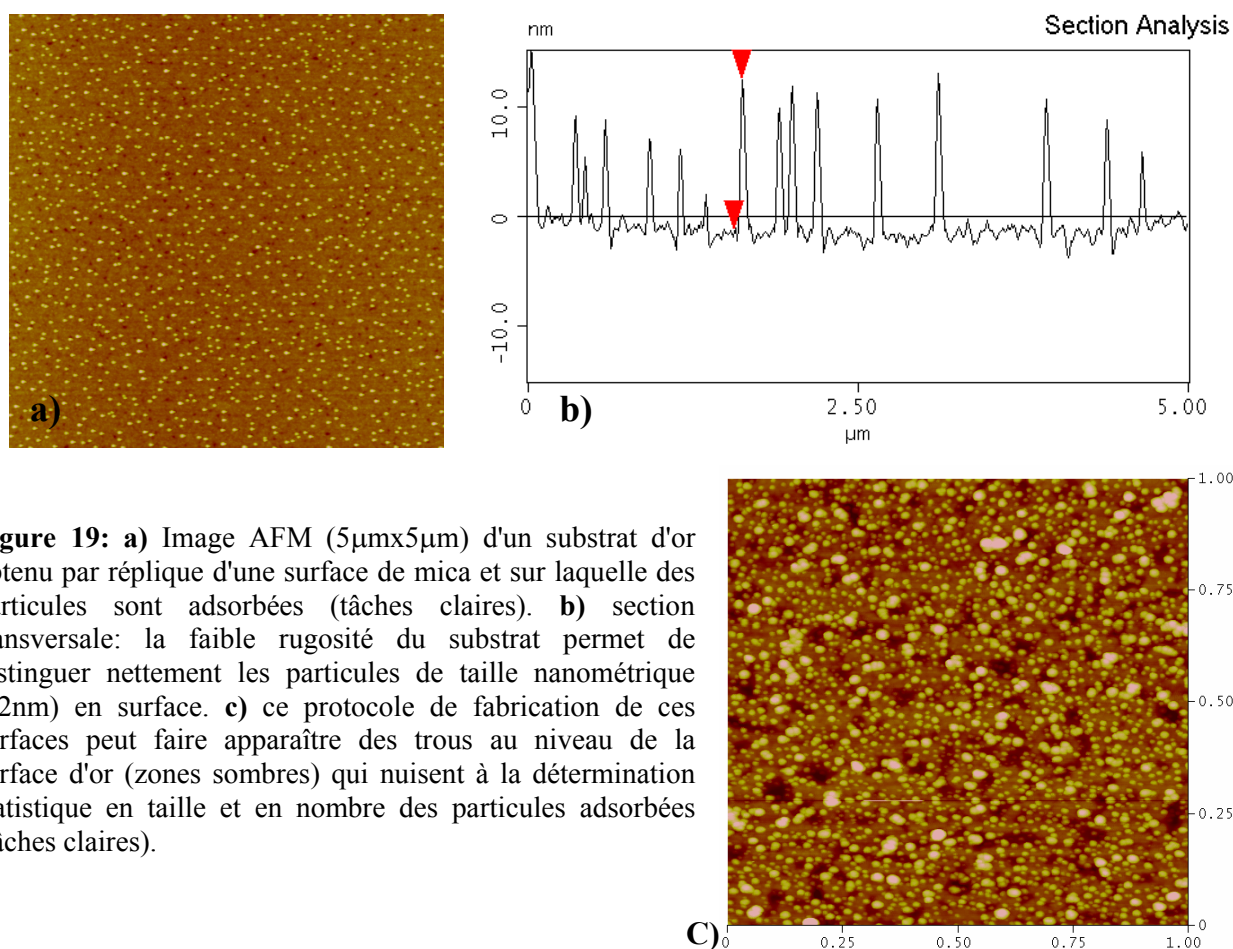 a)
nm
Section Analysis
10.0
0
-10.0
0
2.50
5.00
µm
b)
gure 19: a) Image AFM (5µmx5µm) d'un substrat d'or
btenu par réplique d'une surface de mica et sur laquelle des
articules sont adsorbées (tâches claires). b) section
ansversale: la faible rugosité du substrat permet de
stinguer nettement les particules de taille nanométrique
2nm) en surface. c) ce protocole de fabrication de ces
rfaces peut faire apparaître des trous au niveau de la
rface d'or (zones sombres) qui nuisent à la détermination
atistique en taille et en nombre des particules adsorbées
âches claires).
1.00
0.75
0.50
0.25
0
C)
0
0.25
0.50
0.75
1.00